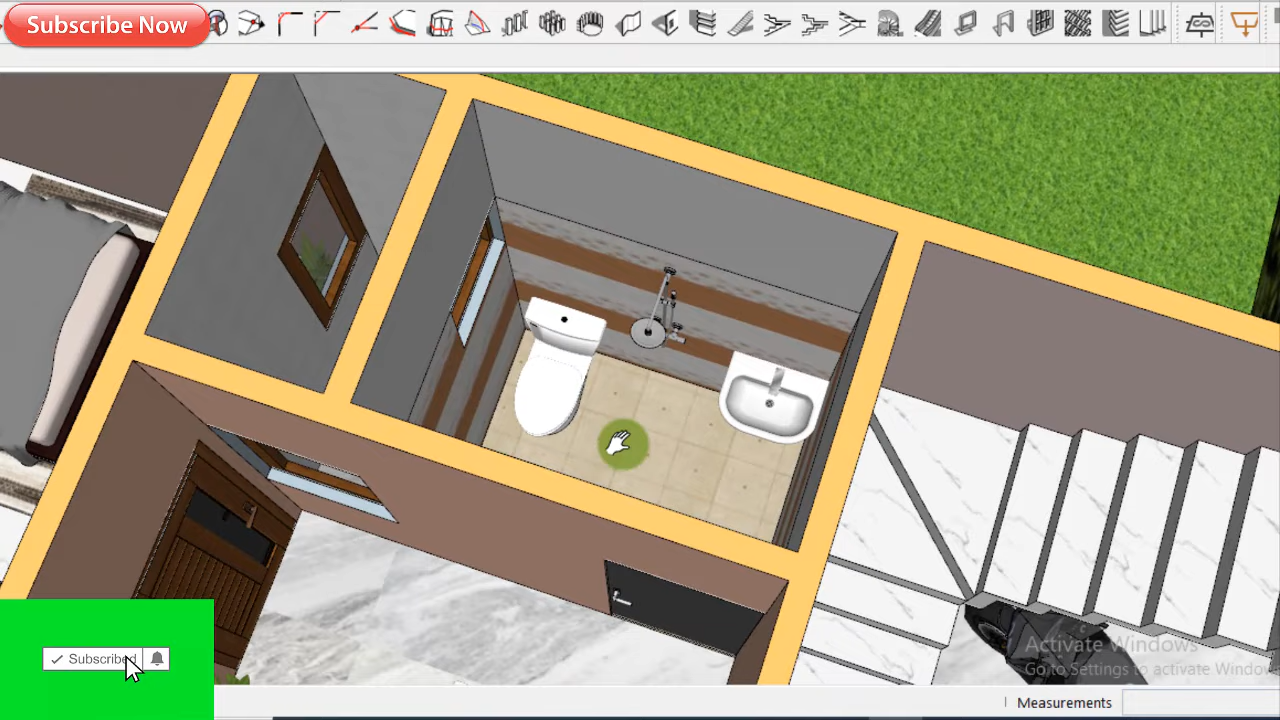 Subscribe Now
Subscribed
Activate Windows
Go to Settings to activate Windows
Measurements